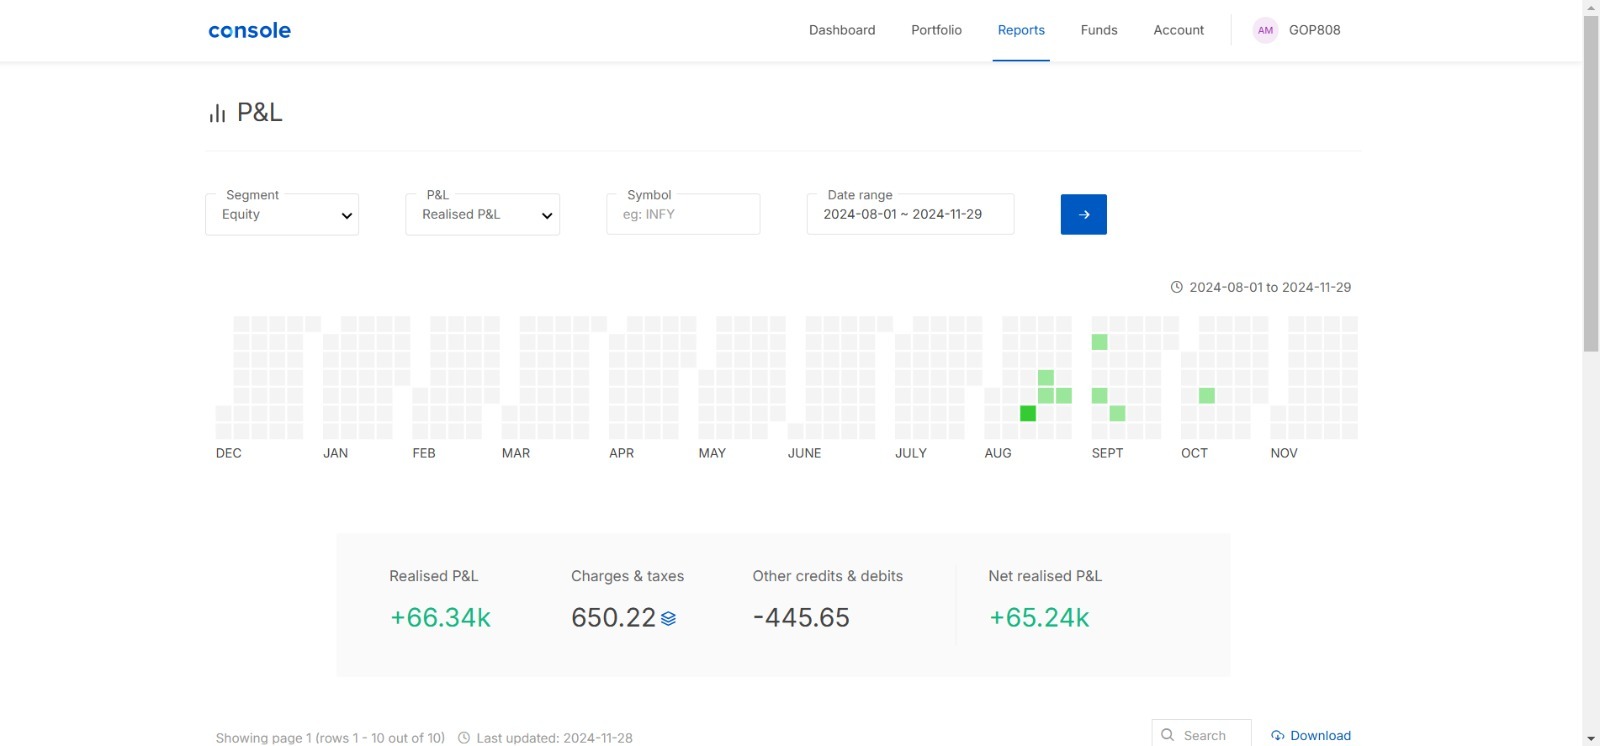 console
Dashboard Portfolio Reports Funds Account AM GOP808
P&L
Segment P&L Symbol Date range
Equity Realised P&L eg: INFY 2024-08-01 ~ 2024-11-29
2024-08-01 to 2024-11-29
DEC JAN FEB MAR APR MAY JUNE JULY AUG SEPT OCT NOV
Realised P&L Charges & taxes Other credits & debits Net realised P&L
+66.34k 650.22 -445.65 +65.24k
Showing page 1 (rows 1 - 10 out of 10) Last updated: 2024-11-28 Search Download